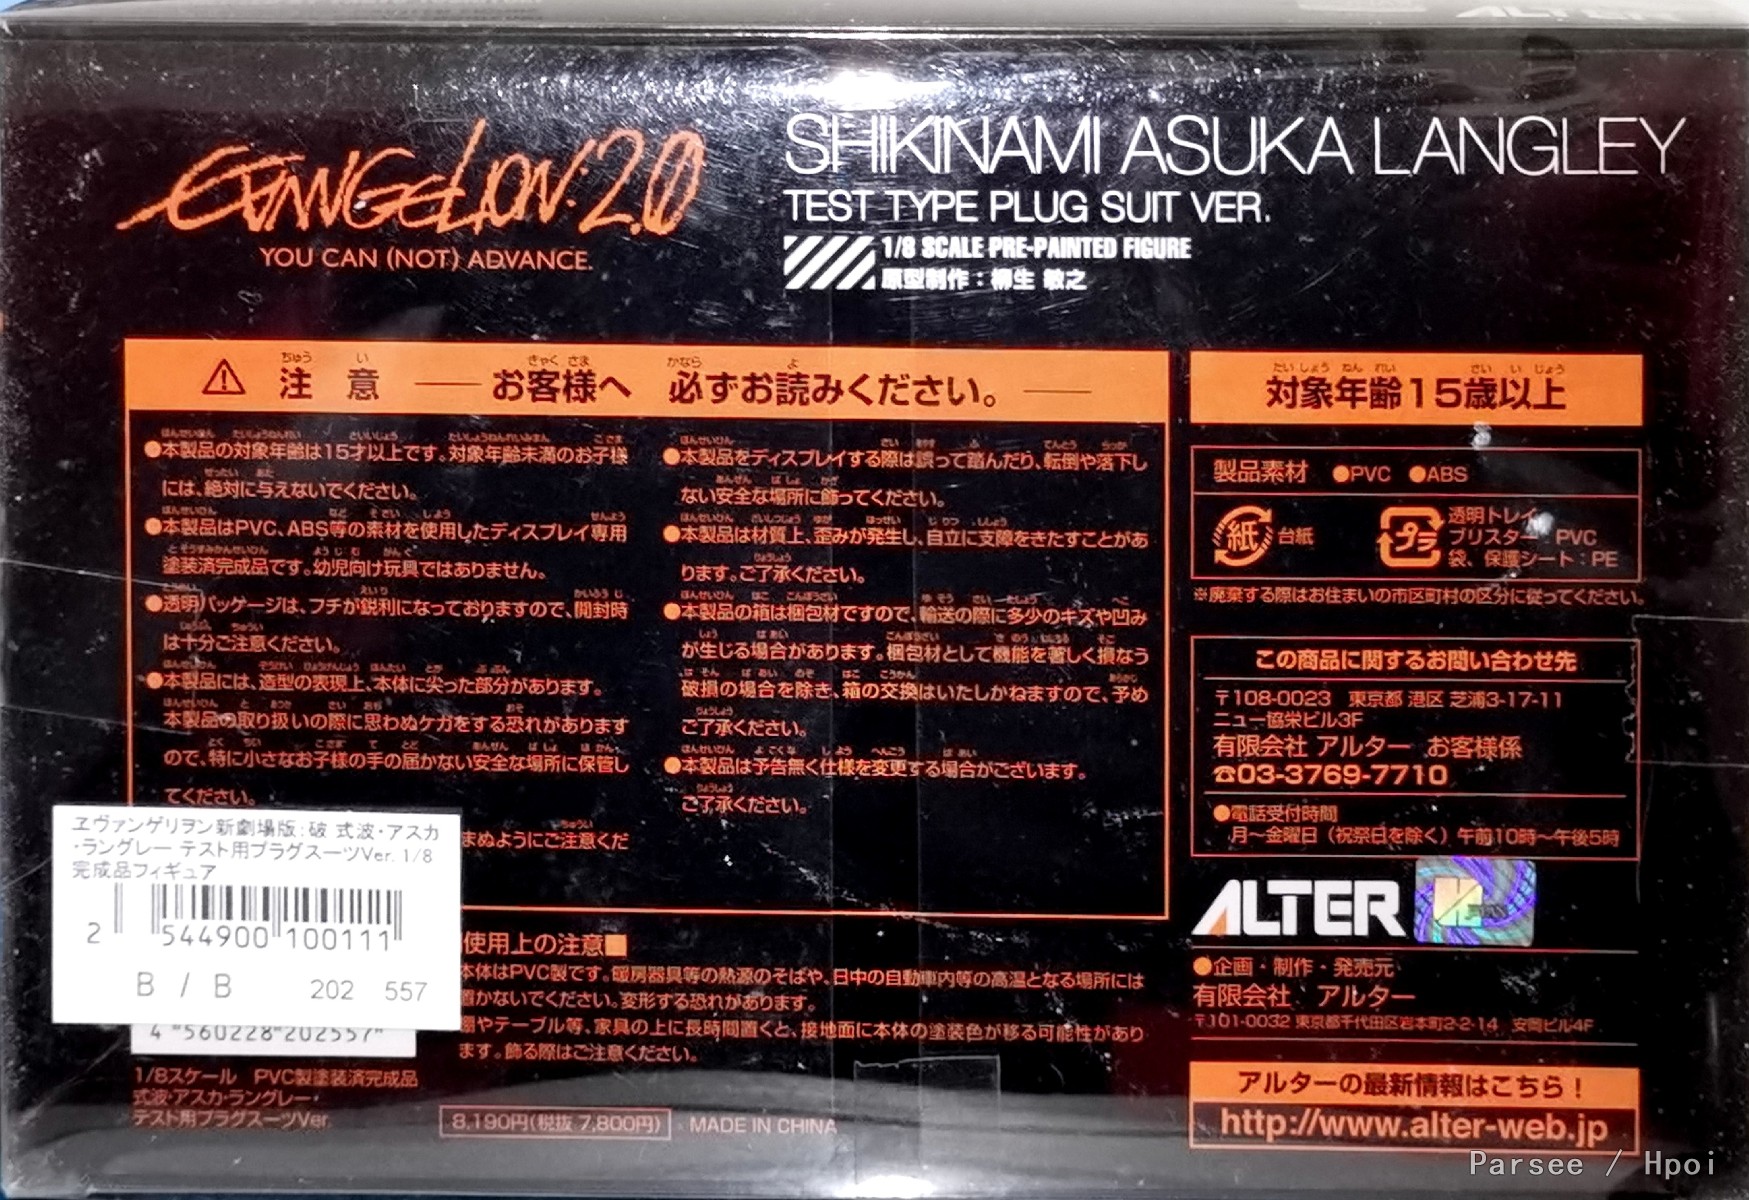 ALTER
EVANGELION:2.0
YOU CAN (NOT) ADVANCE.
SHIKINAMI ASUKA LANGLEY
TEST TYPE PLUG SUIT VER.
1/8 SCALE PRE-PAINTED FIGURE
原型制作：柳生 敏之
⚠ 注意 ── お客様へ 必ずお読みください。 ──
●本製品の対象年齢は15才以上です。対象年齢未満のお子様
には、絶対に与えないでください。
●本製品はPVC、ABS等の素材を使用したディスプレイ専用
塗装済完成品です。幼児向け玩具ではありません。
●透明パッケージは、フチが鋭利になっておりますので、開封時
は十分ご注意ください。
●本製品には、造型の表現上、本体に尖った部分があります。
本製品の取り扱いの際に思わぬケガをする恐れがあります
ので、特に小さなお子様の手の届かない安全な場所に保管し
てください。
まぬようにご注意くだ
●本製品をディスプレイする際は誤って踏んだり、転倒や落下し
ない安全な場所に飾ってください。
●本製品は材質上、歪みが発生し、自立に支障をきたすことがあ
ります。ご了承ください。
●本製品の箱は梱包材ですので、輸送の際に多少のキズや凹み
が生じる場合があります。梱包材として機能を著しく損なう
破損の場合を除き、箱の交換はいたしかねますので、予め
ご了承ください。
●本製品は予告無く仕様を変更する場合がございます。
ご了承ください。
対象年齢15歳以上
製品素材 ●PVC ●ABS
紙 台紙
プラ 透明トレイ
ブリスター：PVC
袋、保護シート：PE
※廃棄する際はお住まいの市区町村の区分に従ってください。
この商品に関するお問い合わせ先
〒108-0023 東京都 港区 芝浦3-17-11
ニュー協栄ビル3F
有限会社 アルター お客様係
☎03-3769-7710
●電話受付時間
月～金曜日（祝祭日を除く）午前10時～午後5時
ALTER
●企画・制作・発売元
有限会社 アルター
〒101-0032 東京都千代田区岩本町2-2-14 安岡ビル4F
アルターの最新情報はこちら！
http://www.alter-web.jp
ヱヴァンゲリヲン新劇場版：破 式波・アスカ
・ラングレー テスト用プラグスーツVer. 1/8
完成品フィギュア
2 544900 100111
B / B 202 557
4 560228 202557
使用上の注意■
本体はPVC製です。暖房器具等の熱源のそばや、日中の自動車内等の高温となる場所には
置かないでください。変形する恐れがあります。
棚やテーブル等、家具の上に長時間置くと、接地面に本体の塗装色が移る可能性があり
ます。飾る際はご注意ください。
1/8スケール PVC製塗装済完成品
式波・アスカ・ラングレー・
テスト用プラグスーツVer.
8,190円(税抜 7,800円)
MADE IN CHINA
Parsee / Hpoi